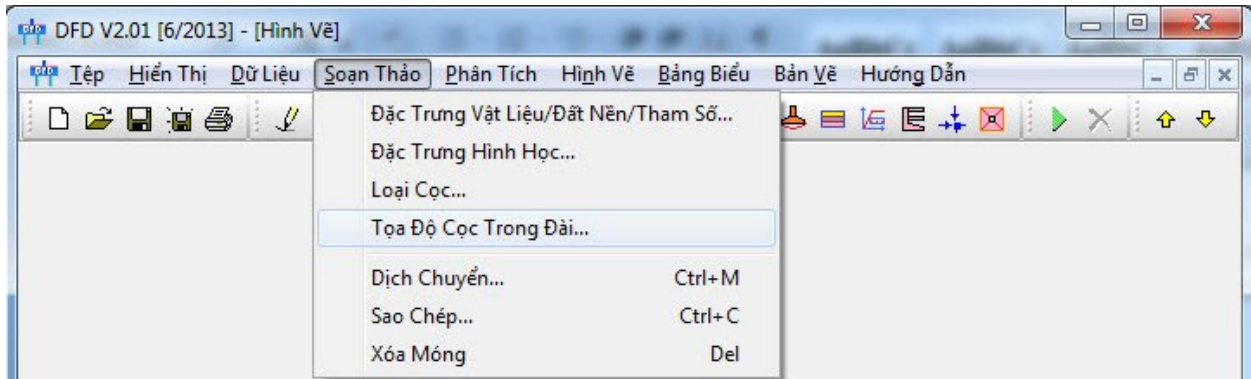 DFD V2.01 [6/2013] - [Hình Vẽ]
Tệp Hiển Thị Dữ Liệu Soạn Thảo Phân Tích Hình Vẽ Bảng Biểu Bản Vẽ Hướng Dẫn
Đặc Trưng Vật Liệu/Đất Nền/Tham Số...
Đặc Trưng Hình Học...
Loại Cọc...
Tọa Độ Cọc Trong Đài...
Dịch Chuyển... Ctrl+M
Sao Chép... Ctrl+C
Xóa Móng Del